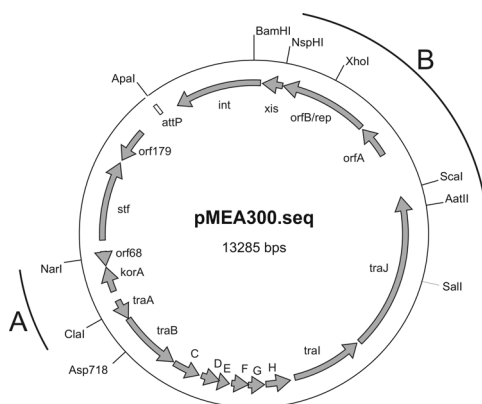 BamHI
NspHI
XhoI
B
ApaI
attP
int
xis
orfB/rep
orfA
orf179
ScaI
AatII
stf
pMEA300.seq
13285 bps
orf68
NarI
korA
traJ
SalI
A
traA
ClaI
traB
Asp718
C
D
E
F
G
H
traI